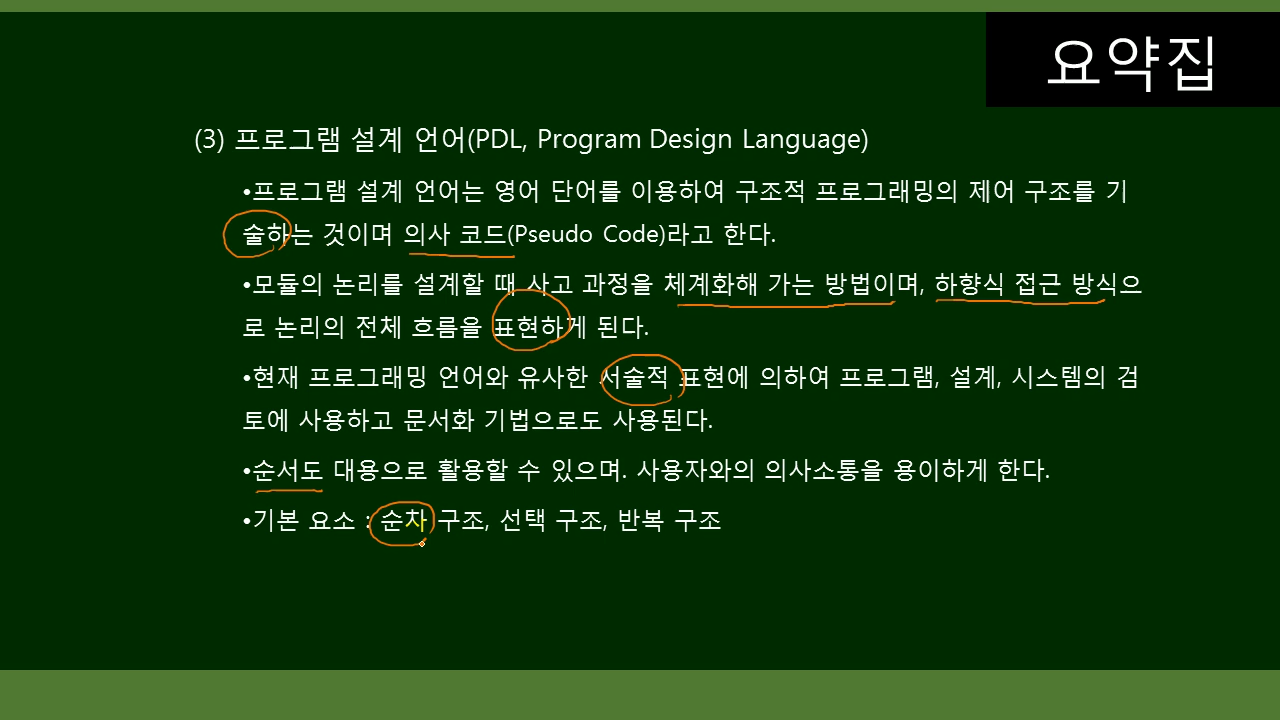 요약집
(3) 프로그램 설계 언어(PDL, Program Design Language)
•프로그램 설계 언어는 영어 단어를 이용하여 구조적 프로그래밍의 제어 구조를 기
술하는 것이며 의사 코드(Pseudo Code)라고 한다.
•모듈의 논리를 설계할 때 사고 과정을 체계화해 가는 방법이며, 하향식 접근 방식으
로 논리의 전체 흐름을 표현하게 된다.
•현재 프로그래밍 언어와 유사한 서술적 표현에 의하여 프로그램, 설계, 시스템의 검
토에 사용하고 문서화 기법으로도 사용된다.
•순서도 대용으로 활용할 수 있으며. 사용자와의 의사소통을 용이하게 한다.
•기본 요소 : 순차 구조, 선택 구조, 반복 구조